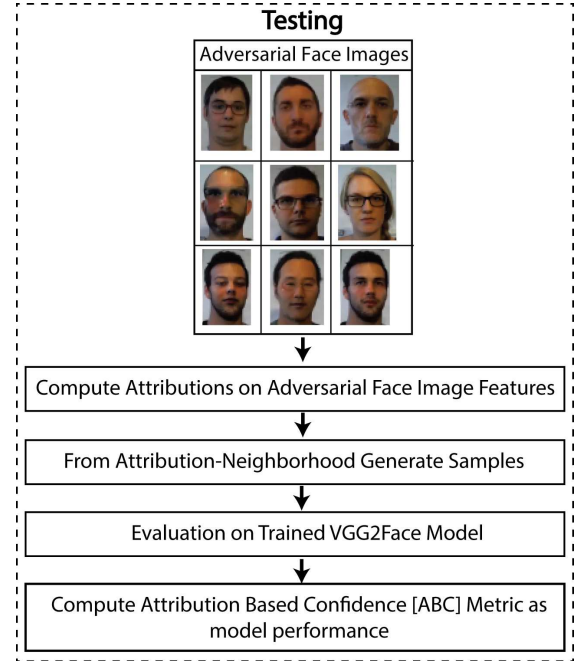 Testing
Adversarial Face Images
Compute Attributions on Adversarial Face Image Features
From Attribution-Neighborhood Generate Samples
Evaluation on Trained VGG2Face Model
Compute Attribution Based Confidence [ABC] Metric as
model performance